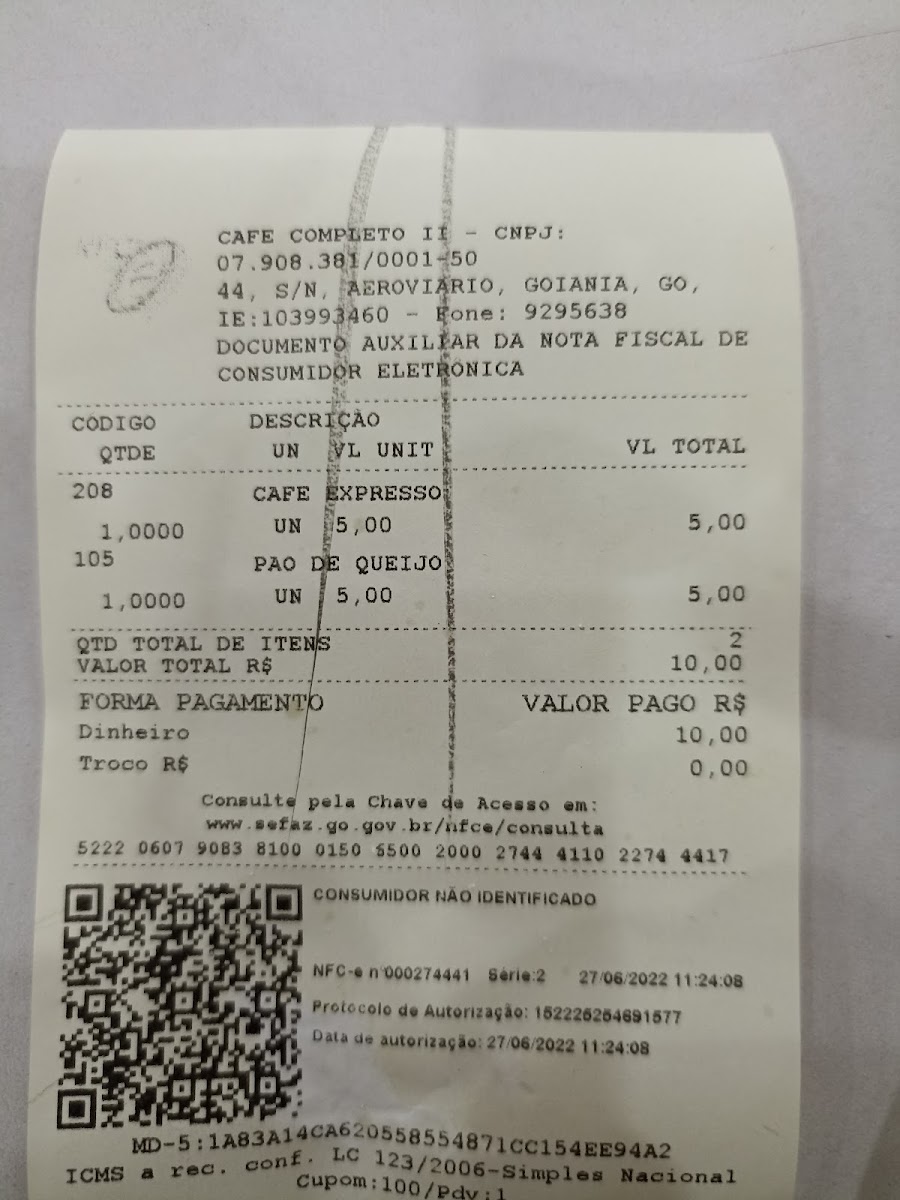 CAFE COMPLETO II - CNPJ:
07.908.381/0001-50
44, S/N, AEROVIARIO, GOIANIA, GO,
IE:103993460 - Fone: 9295638
DOCUMENTO AUXILIAR DA NOTA FISCAL DE
CONSUMIDOR ELETRÔNICA
CÓDIGO DESCRIÇÃO
QTDE UN VL UNIT VL TOTAL
208 CAFE EXPRESSO
1,0000 UN 5,00 5,00
105 PAO DE QUEIJO
1,0000 UN 5,00 5,00
QTD TOTAL DE ITENS 2
VALOR TOTAL R$ 10,00
FORMA PAGAMENTO VALOR PAGO R$
Dinheiro 10,00
Troco R$ 0,00
Consulte pela Chave de Acesso em:
www.sefaz.go.gov.br/nfce/consulta
5222 0607 9083 8100 0150 6500 2000 2744 4110 2274 4417
CONSUMIDOR NÃO IDENTIFICADO
NFC-e nº000274441 Série:2 27/06/2022 11:24:08
Protocolo de Autorização: 152226264691577
Data de autorização: 27/06/2022 11:24:08
MD-5:1A83A14CA620558554871CC154EE94A2
ICMS a rec. conf. LC 123/2006-Simples Nacional
Cupom:100/Pdv:1